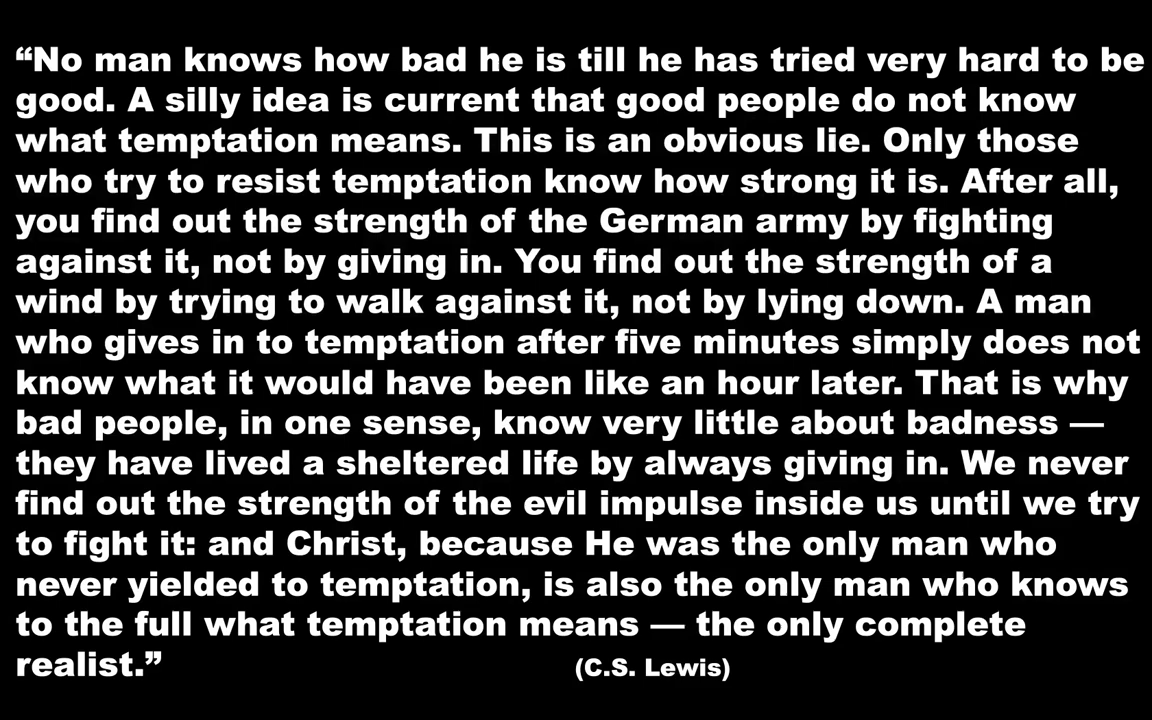 “No man knows how bad he is till he has tried very hard to be
good. A silly idea is current that good people do not know
what temptation means. This is an obvious lie. Only those
who try to resist temptation know how strong it is. After all,
you find out the strength of the German army by fighting
against it, not by giving in. You find out the strength of a
wind by trying to walk against it, not by lying down. A man
who gives in to temptation after five minutes simply does not
know what it would have been like an hour later. That is why
bad people, in one sense, know very little about badness —
they have lived a sheltered life by always giving in. We never
find out the strength of the evil impulse inside us until we try
to fight it: and Christ, because He was the only man who
never yielded to temptation, is also the only man who knows
to the full what temptation means — the only complete
realist.” (C.S. Lewis)